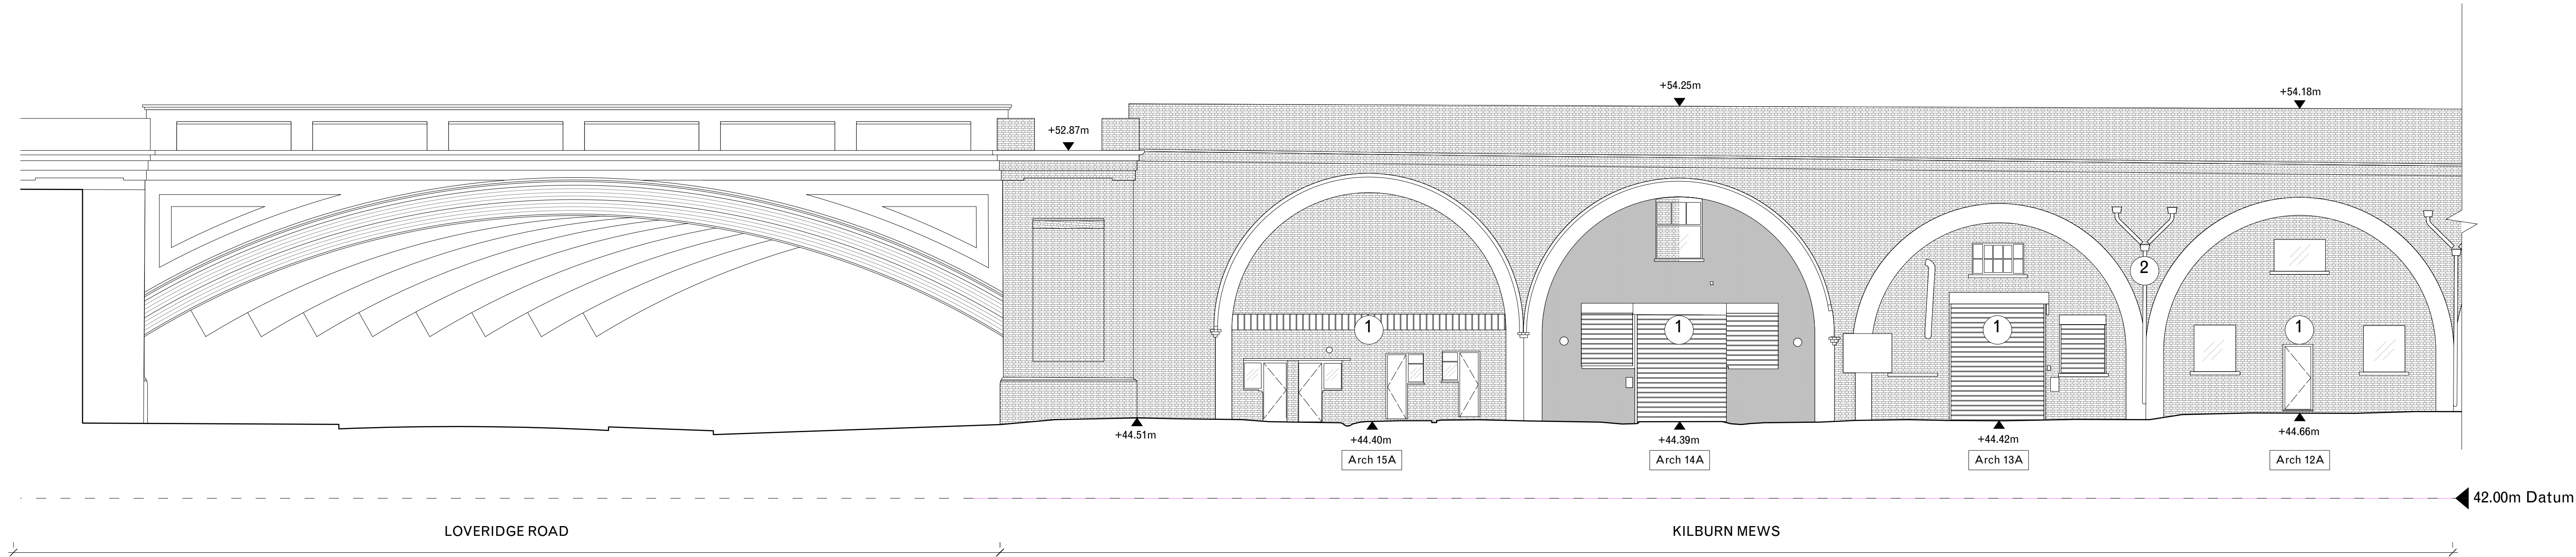 +54.25m
+54.18m
+52.87m
2
1
1
1
1
+44.51m
+44.40m
+44.39m
+44.42m
+44.66m
Arch 15A
Arch 14A
Arch 13A
Arch 12A
42.00m Datum
LOVERIDGE ROAD
KILBURN MEWS